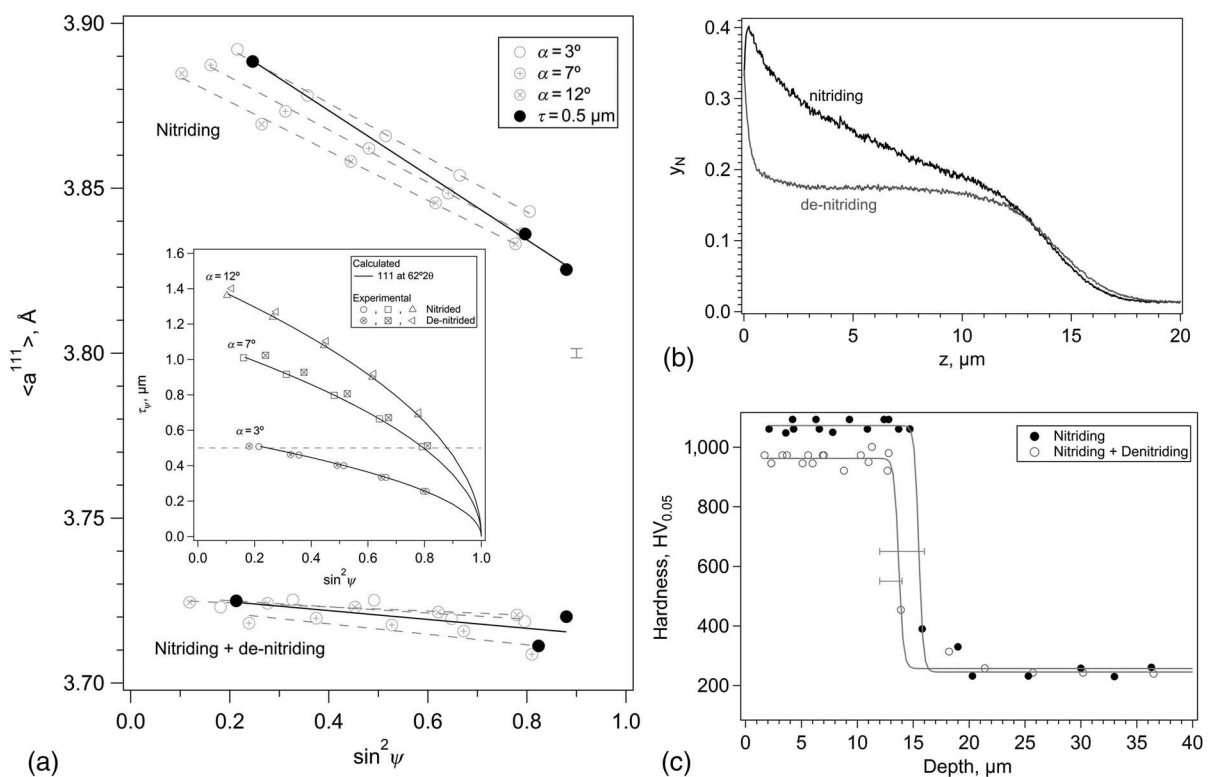 3.90
3.85
3.80
3.75
3.70
<a¹¹¹>, Å
α = 3º
α = 7º
α = 12º
τ = 0.5 µm
Nitriding
Nitriding + de-nitriding
0.0 0.2 0.4 0.6 0.8 1.0
sin²ψ
(a)
1.6
1.4
1.2
1.0
0.8
0.6
0.4
0.2
0.0
τψ, µm
α = 12º
α = 7º
α = 3º
Calculated
111 at 62º2θ
Experimental
, , Nitrided
, , De-nitrided
0.0 0.2 0.4 0.6 0.8 1.0
sin²ψ
0.4
0.3
0.2
0.1
0.0
yN
nitriding
de-nitriding
0 5 10 15 20
z, µm
(b)
1,000
800
600
400
200
Hardness, HV0.05
Nitriding
Nitriding + Denitriding
0 5 10 15 20 25 30 35 40
Depth, µm
(c)